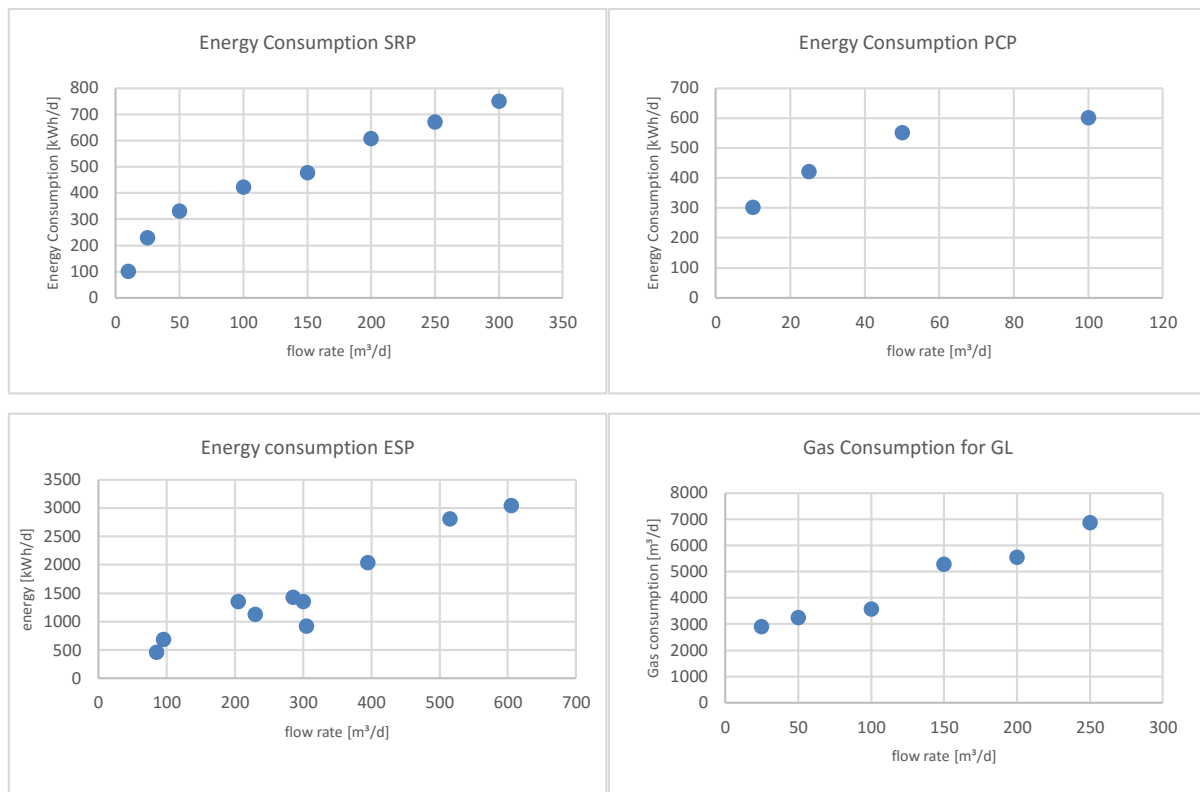 Energy Consumption SRP
Energy Consumption [kWh/d]
800
700
600
500
400
300
200
100
0
0 50 100 150 200 250 300 350
flow rate [m³/d]
Energy Consumption PCP
Energy Consumption [kWh/d]
700
600
500
400
300
200
100
0
0 20 40 60 80 100 120
flow rate [m³/d]
Energy consumption ESP
energy [kWh/d]
3500
3000
2500
2000
1500
1000
500
0
0 100 200 300 400 500 600 700
flow rate [m³/d]
Gas Consumption for GL
Gas consumption [m³/d]
8000
7000
6000
5000
4000
3000
2000
1000
0
0 50 100 150 200 250 300
flow rate [m³/d]